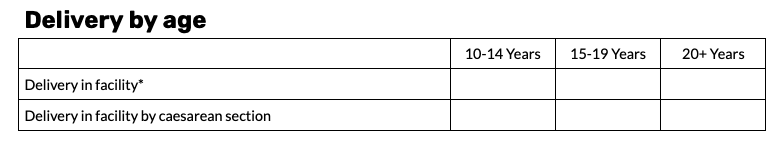 Delivery by age
10-14 Years 15-19 Years 20+ Years
Delivery in facility*
Delivery in facility by caesarean section